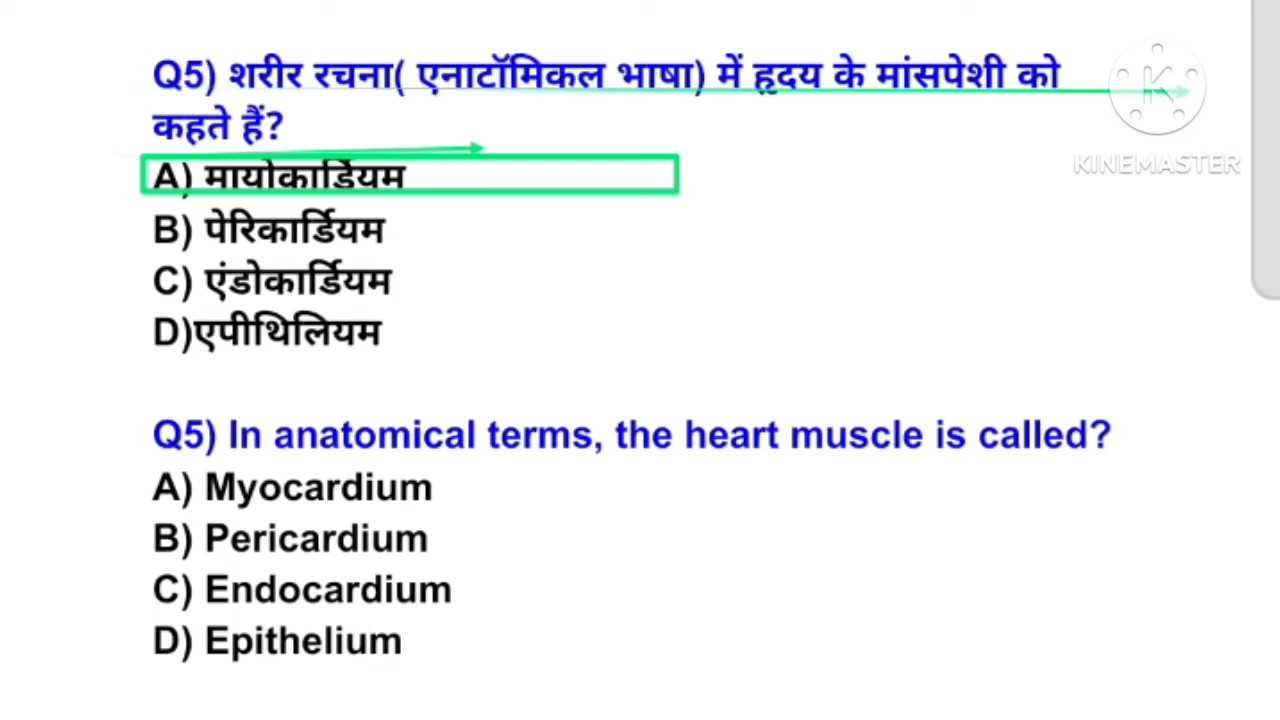 Q5) शरीर रचना( एनाटॉमिकल भाषा) में हृदय के मांसपेशी को
कहते हैं?
A) मायोकार्डियम
B) पेरिकार्डियम
C) एंडोकार्डियम
D)एपीथिलियम
Q5) In anatomical terms, the heart muscle is called?
A) Myocardium
B) Pericardium
C) Endocardium
D) Epithelium
K
KINEMASTER